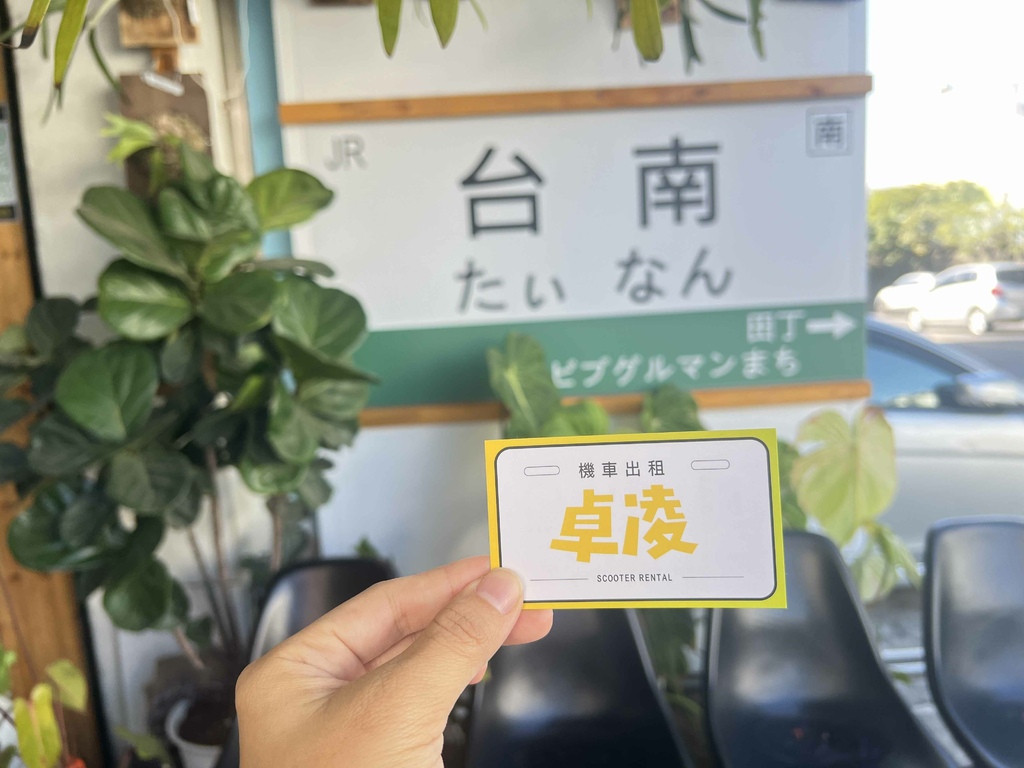 JR
南
台南
たぃ なん
田丁→
ビブグルマンまち
機車出租
卓凌
SCOOTER RENTAL